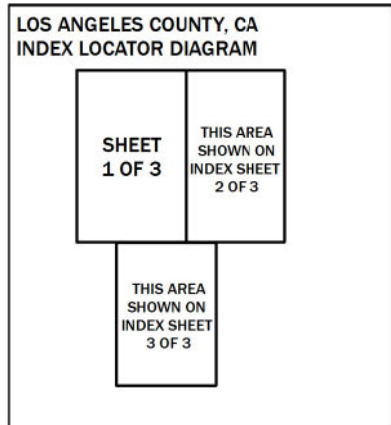 LOS ANGELES COUNTY, CA
INDEX LOCATOR DIAGRAM
SHEET
1 OF 3
THIS AREA
SHOWN ON
INDEX SHEET
2 OF 3
THIS AREA
SHOWN ON
INDEX SHEET
3 OF 3